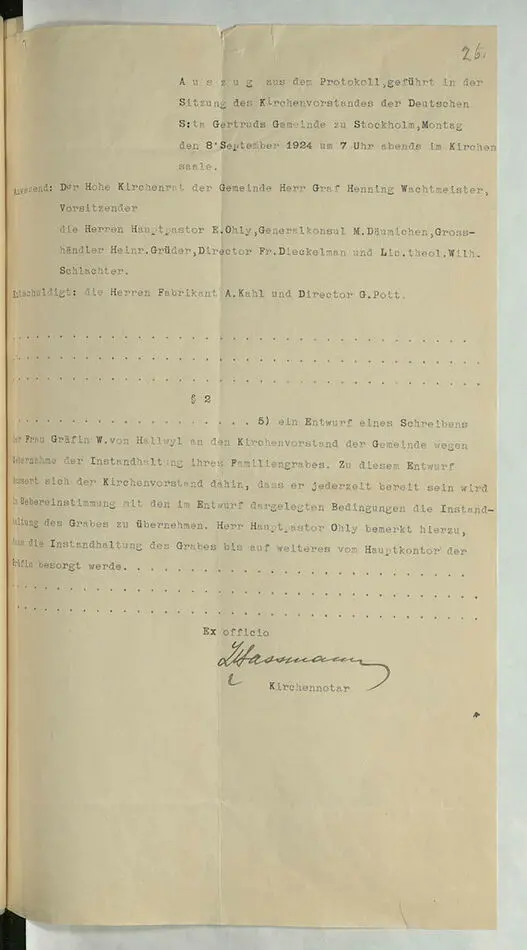 26.
A u s z u g aus dem Protokoll,geführt in der
Sitzung des Kirchenvorstandes der Deutschen
S:ta Gertruds Gemeinde zu Stockholm,Montag
den 8' September 1924 um 7 Uhr abends im Kirchen
saale.
Anwesend: Der Hohe Kirchenrat der Gemeinde Herr Graf Henning Wachtmeister,
Vorsitzender
die Herren Hauptpastor E.Ohly,Generalkonsul M.Däumichen,Gross-
händler Heinr.Grüder,Director Fr.Dieckelman und Lic.theol.Wilh.
Schlachter.
Entschuldigt: die Herren Fabrikant A.Kahl und Director G.Pott.
§ 2
5) ein Entwurf eines Schreibens
der Frau Gräfin W.von Hallwyl an den Kirchenvorstand der Gemeinde wegen
Uebernahme der Instandhaltung ihres Familiengrabes. Zu diesem Entwurf
äussert sich der Kirchenvorstand dahin, dass er jederzeit bereit sein wird
in Uebereinstimmung mit den im Entwurf dargelegten Bedingungen die Instand-
haltung des Grabes zu übernehmen. Herr Hauptpastor Ohly bemerkt hierzu,
dass die Instandhaltung des Grabes bis auf weiteres vom Hauptkontor der
Gräfin besorgt werde.
Ex officio
Kirchennotar